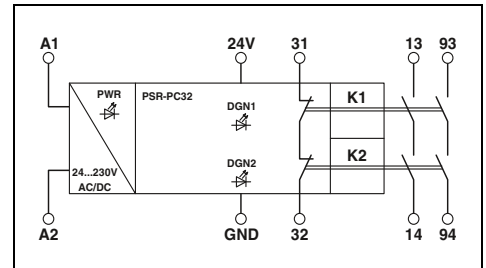 A1 24V 31 13 93
PWR PSR-PC32 K1
DGN1
K2
DGN2
24...230V
AC/DC
A2 GND 32 14 94